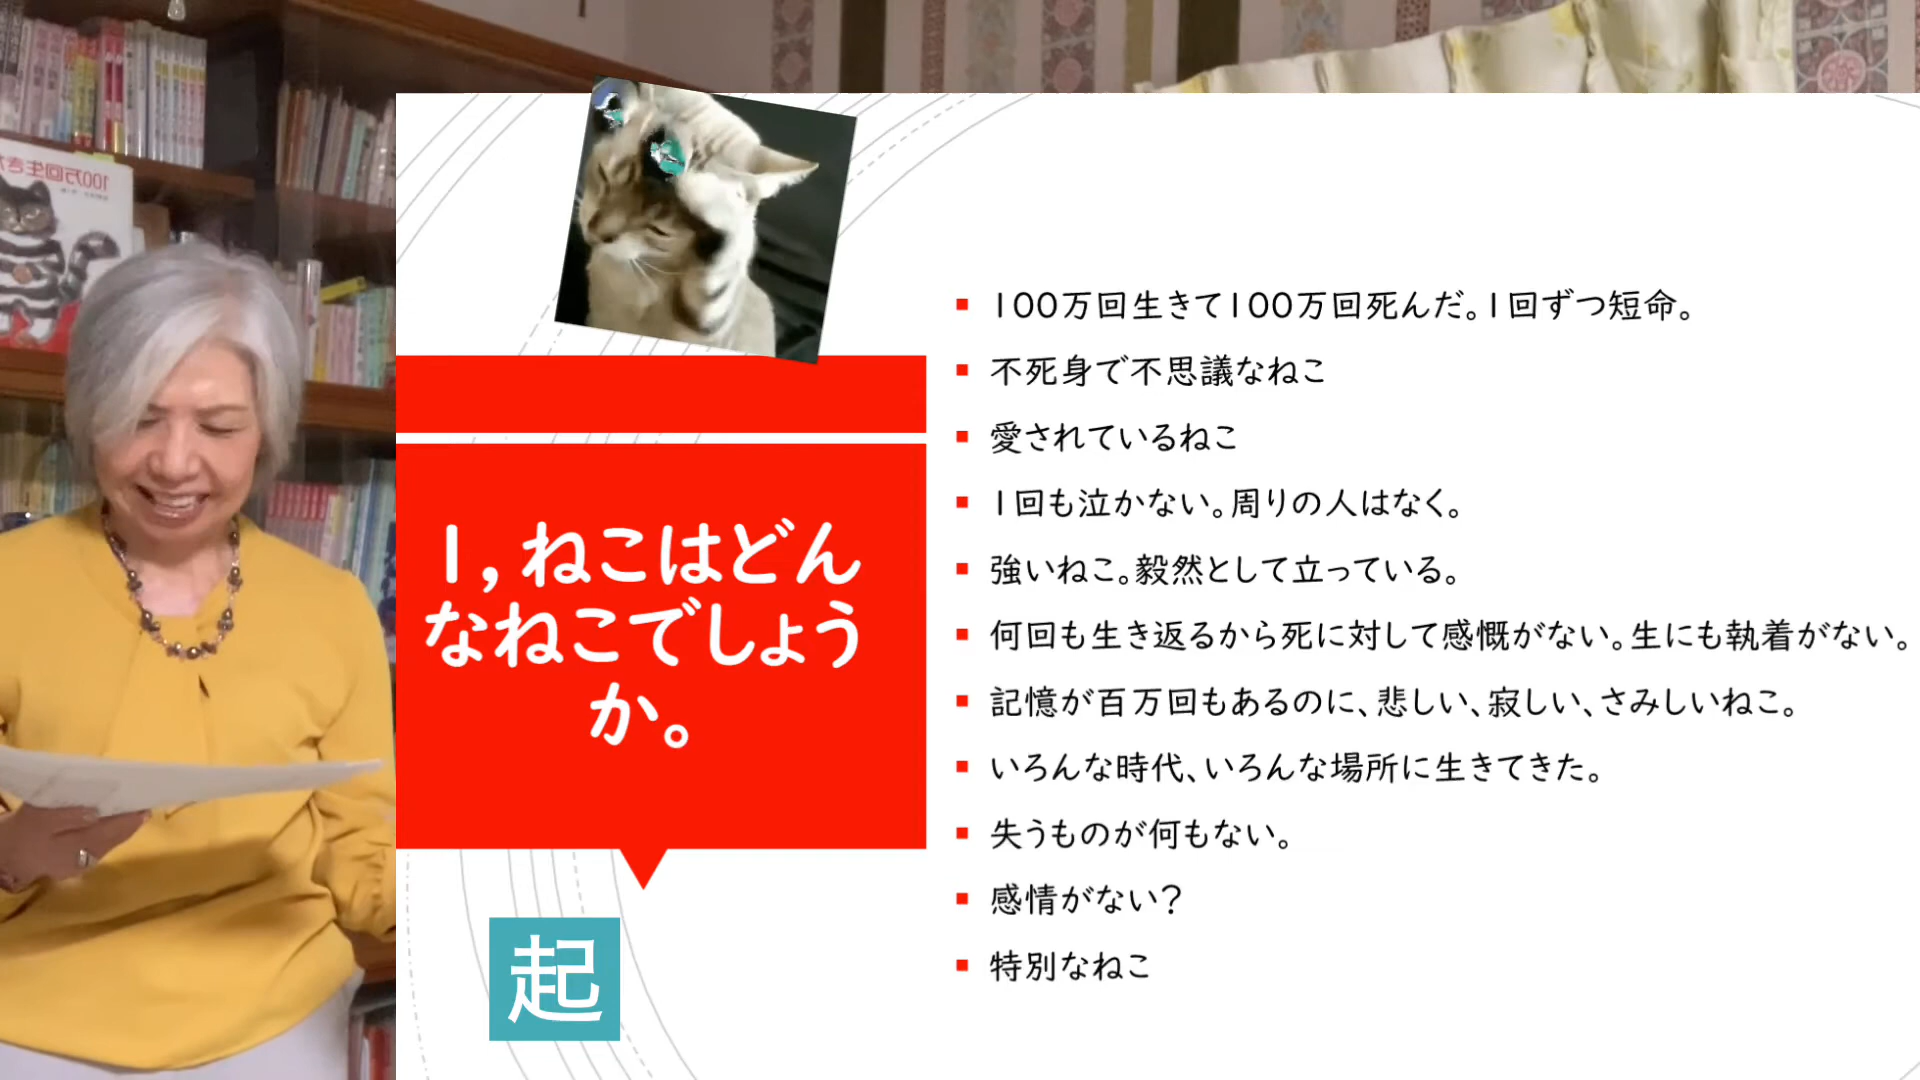 100万回生き
1，ねこはどん
なねこでしょう
か。
起
100万回生きて100万回死んだ。1回ずつ短命。
不死身で不思議なねこ
愛されているねこ
1回も泣かない。周りの人はなく。
強いねこ。毅然として立っている。
何回も生き返るから死に対して感慨がない。生にも執着がない。
記憶が百万回もあるのに、悲しい、寂しい、さみしいねこ。
いろんな時代、いろんな場所に生きてきた。
失うものが何もない。
感情がない？
特別なねこ